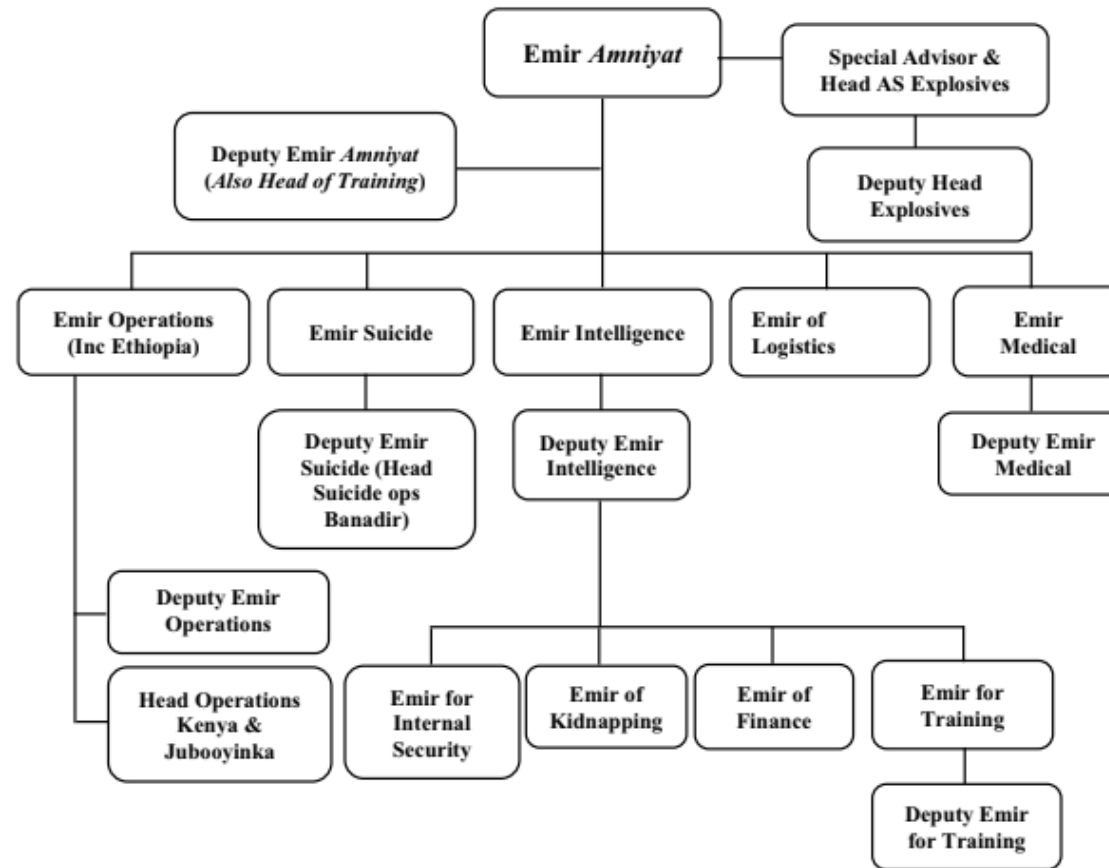 Emir Amniyat
Special Advisor &
Head AS Explosives
Deputy Emir Amniyat
(Also Head of Training)
Deputy Head
Explosives
Emir Operations
(Inc Ethiopia)
Emir Suicide
Emir Intelligence
Emir of
Logistics
Emir
Medical
Deputy Emir
Suicide (Head
Suicide ops
Banadir)
Deputy Emir
Intelligence
Deputy Emir
Medical
Deputy Emir
Operations
Head Operations
Kenya &
Jubooyinka
Emir for
Internal
Security
Emir of
Kidnapping
Emir of
Finance
Emir for
Training
Deputy Emir
for Training